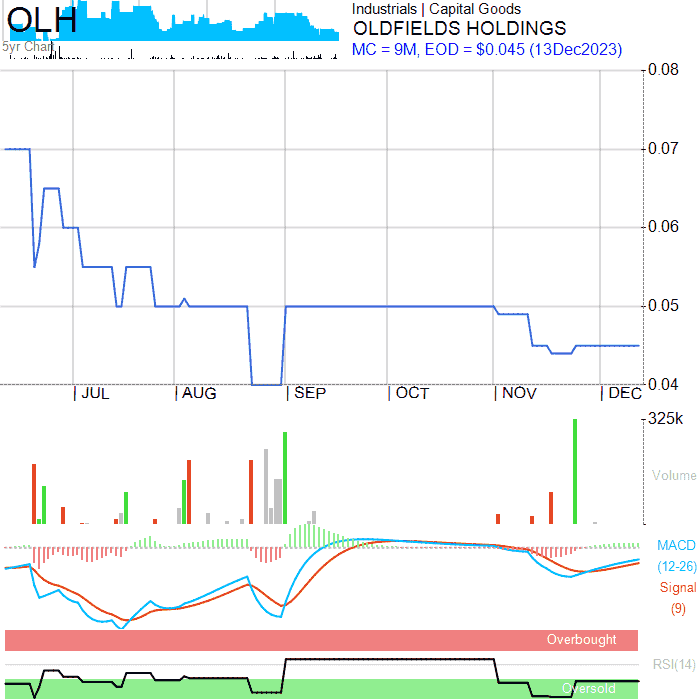 OLH
5yr Chart
Industrials | Capital Goods
OLDFIELDS HOLDINGS
MC = 9M, EOD = $0.045 (13Dec2023)
0.08
0.07
0.06
0.05
0.04
JUL AUG SEP OCT NOV DEC
325k
Volume
MACD
(12-26)
Signal
(9)
Overbought
RSI(14)
Oversold